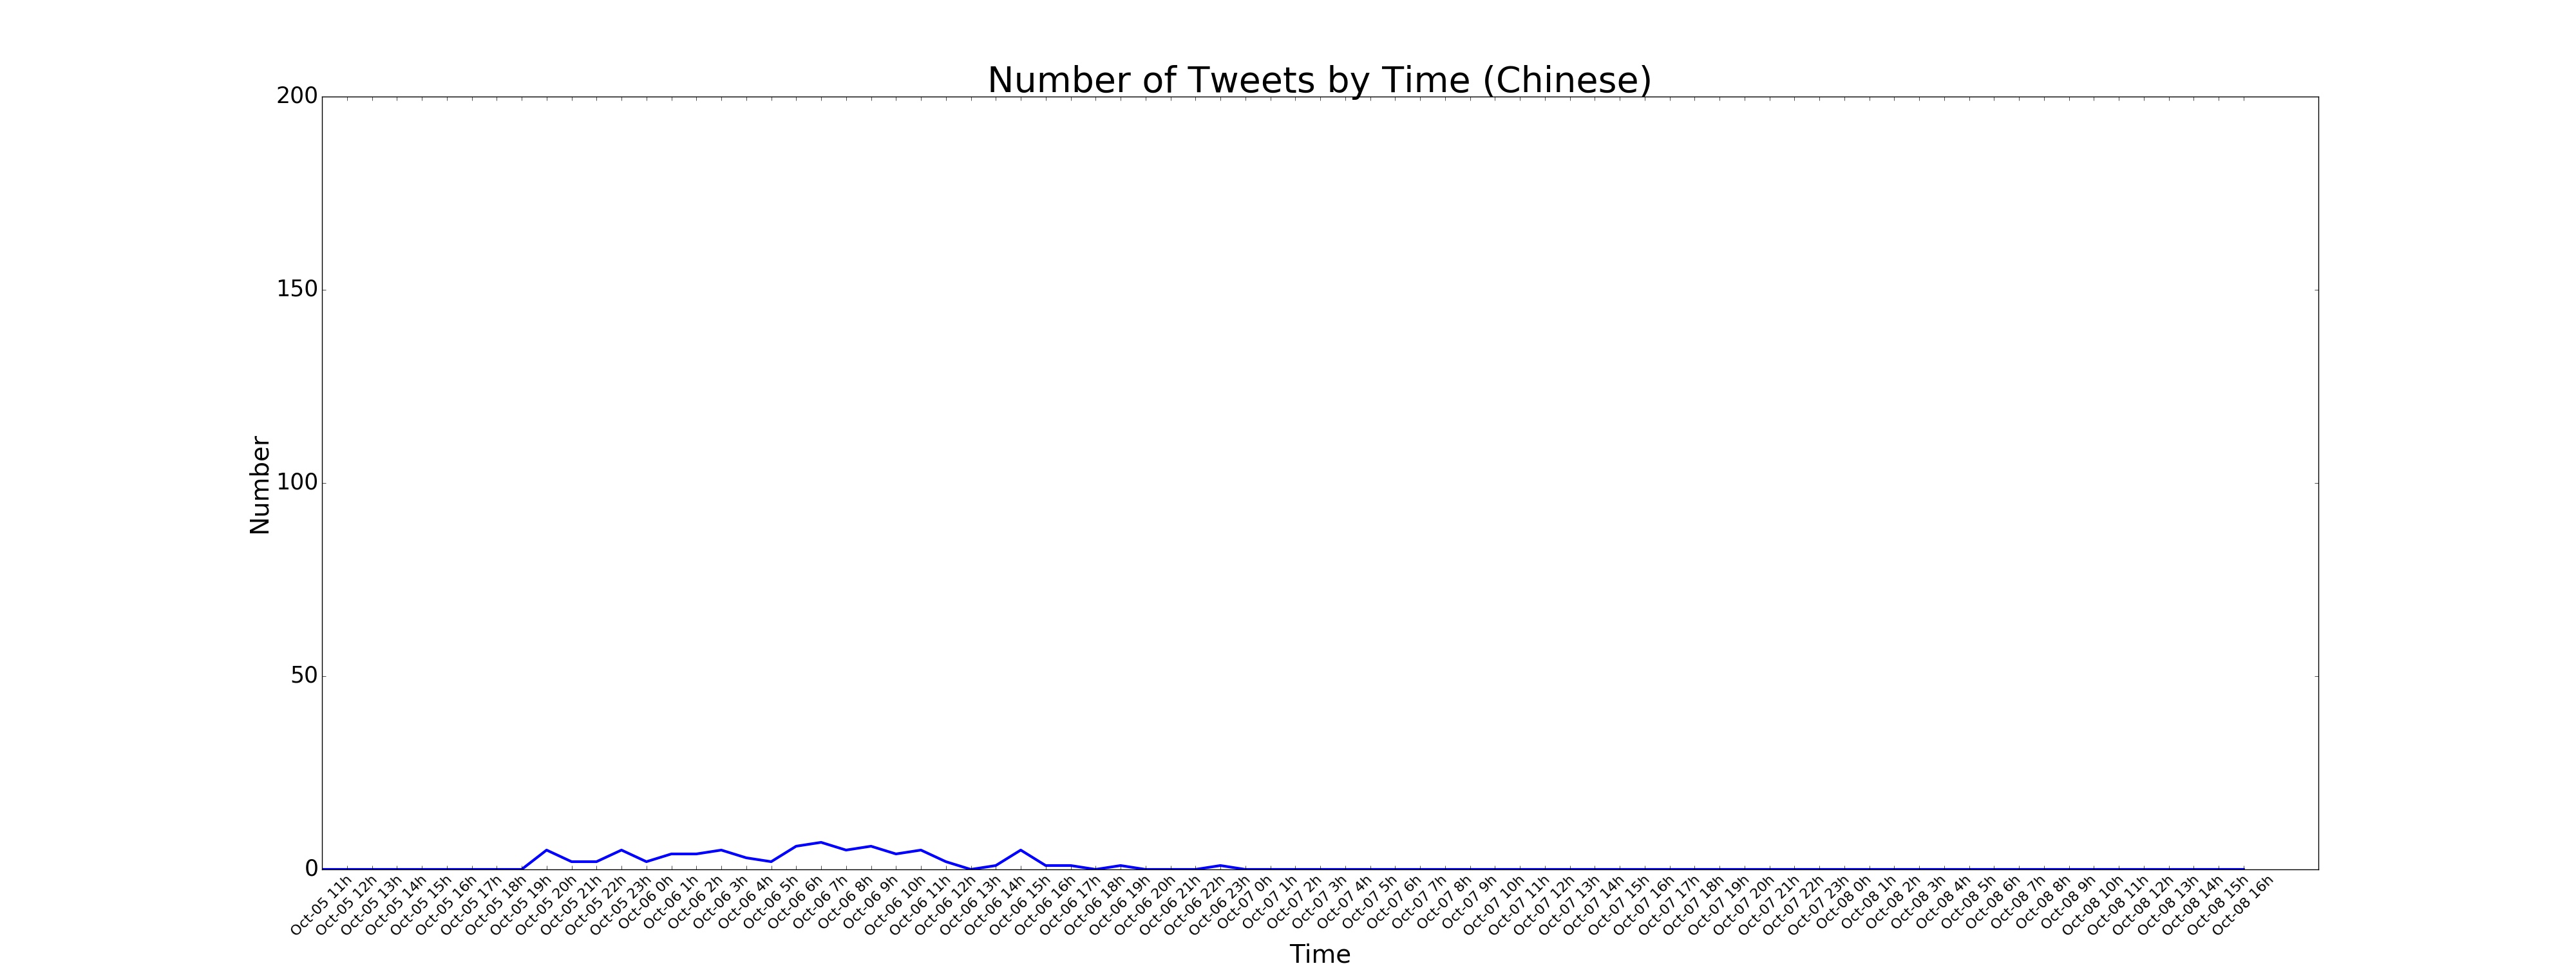 Number of Tweets by Time (Chinese)
200
150
100
50
0
Number
Oct-05 11h
Oct-05 12h
Oct-05 13h
Oct-05 14h
Oct-05 15h
Oct-05 16h
Oct-05 17h
Oct-05 18h
Oct-05 19h
Oct-05 20h
Oct-05 21h
Oct-05 22h
Oct-05 23h
Oct-06 0h
Oct-06 1h
Oct-06 2h
Oct-06 3h
Oct-06 4h
Oct-06 5h
Oct-06 6h
Oct-06 7h
Oct-06 8h
Oct-06 9h
Oct-06 10h
Oct-06 11h
Oct-06 12h
Oct-06 13h
Oct-06 14h
Oct-06 15h
Oct-06 16h
Oct-06 17h
Oct-06 18h
Oct-06 19h
Oct-06 20h
Oct-06 21h
Oct-06 22h
Oct-06 23h
Oct-07 0h
Oct-07 1h
Oct-07 2h
Oct-07 3h
Oct-07 4h
Oct-07 5h
Oct-07 6h
Oct-07 7h
Oct-07 8h
Oct-07 9h
Oct-07 10h
Oct-07 11h
Oct-07 12h
Oct-07 13h
Oct-07 14h
Oct-07 15h
Oct-07 16h
Oct-07 17h
Oct-07 18h
Oct-07 19h
Oct-07 20h
Oct-07 21h
Oct-07 22h
Oct-07 23h
Oct-08 0h
Oct-08 1h
Oct-08 2h
Oct-08 3h
Oct-08 4h
Oct-08 5h
Oct-08 6h
Oct-08 7h
Oct-08 8h
Oct-08 9h
Oct-08 10h
Oct-08 11h
Oct-08 12h
Oct-08 13h
Oct-08 14h
Oct-08 15h
Oct-08 16h
Time